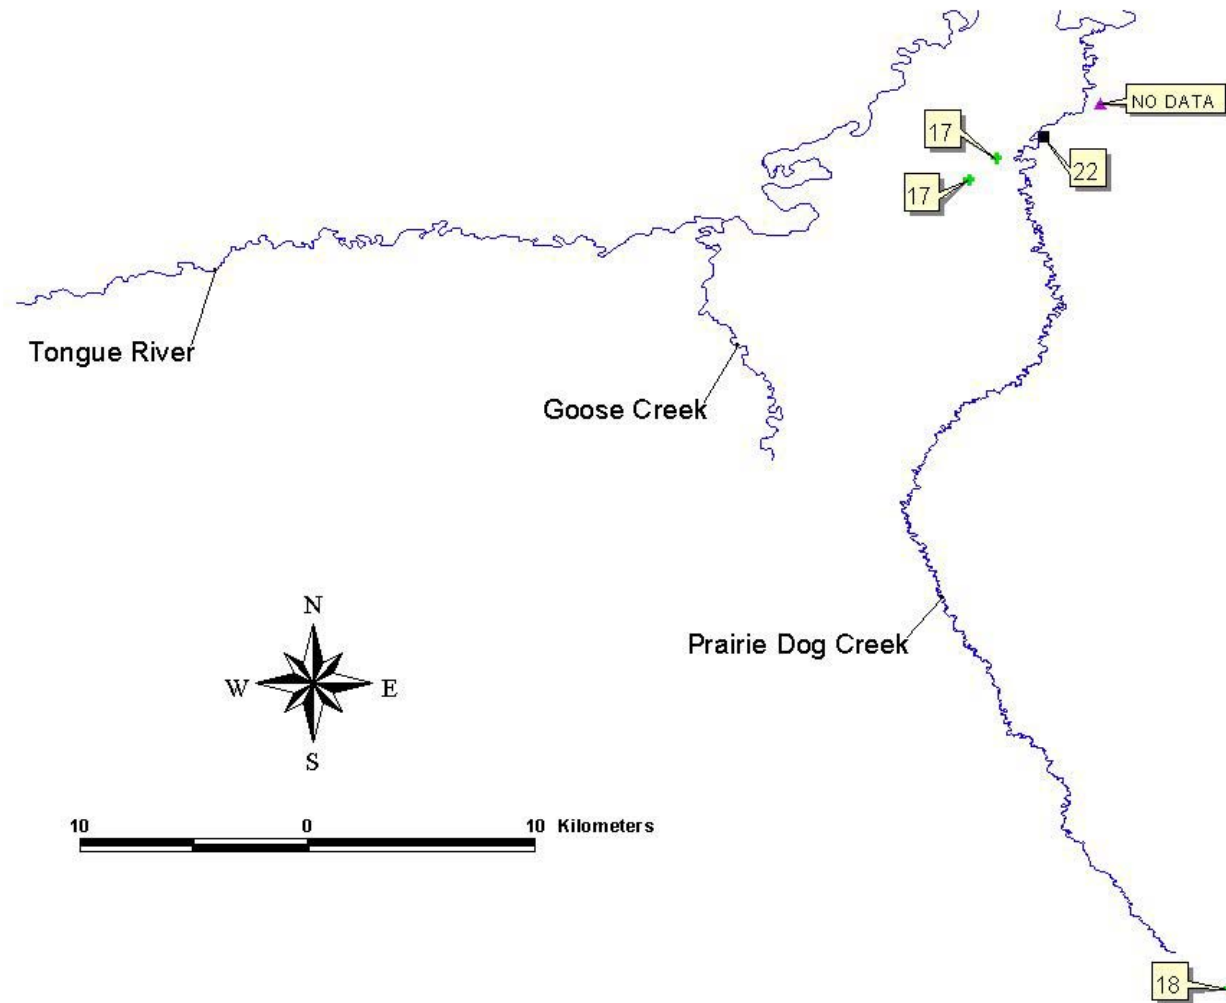 NO DATA
17
22
17
Tongue River
Goose Creek
Prairie Dog Creek
N
W E
S
10 0 10 Kilometers
18